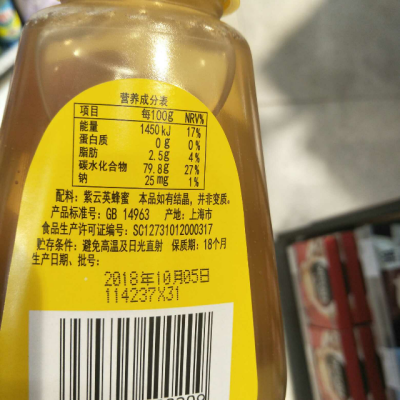 营养成分表
项目 每100g NRV%
能量 1450kJ 17%
蛋白质 0g 0%
脂肪 2.5g 4%
碳水化合物 79.8g 27%
钠 25mg 1%
配料：紫云英蜂蜜 本品如有结晶，并非变质。
产品标准号：GB 14963 产地：上海市
食品生产许可证编号：SC12731012000317
贮存条件：避免高温及日光直射 保质期：18个月
生产日期、批号：
2018年10月05日
114237X31